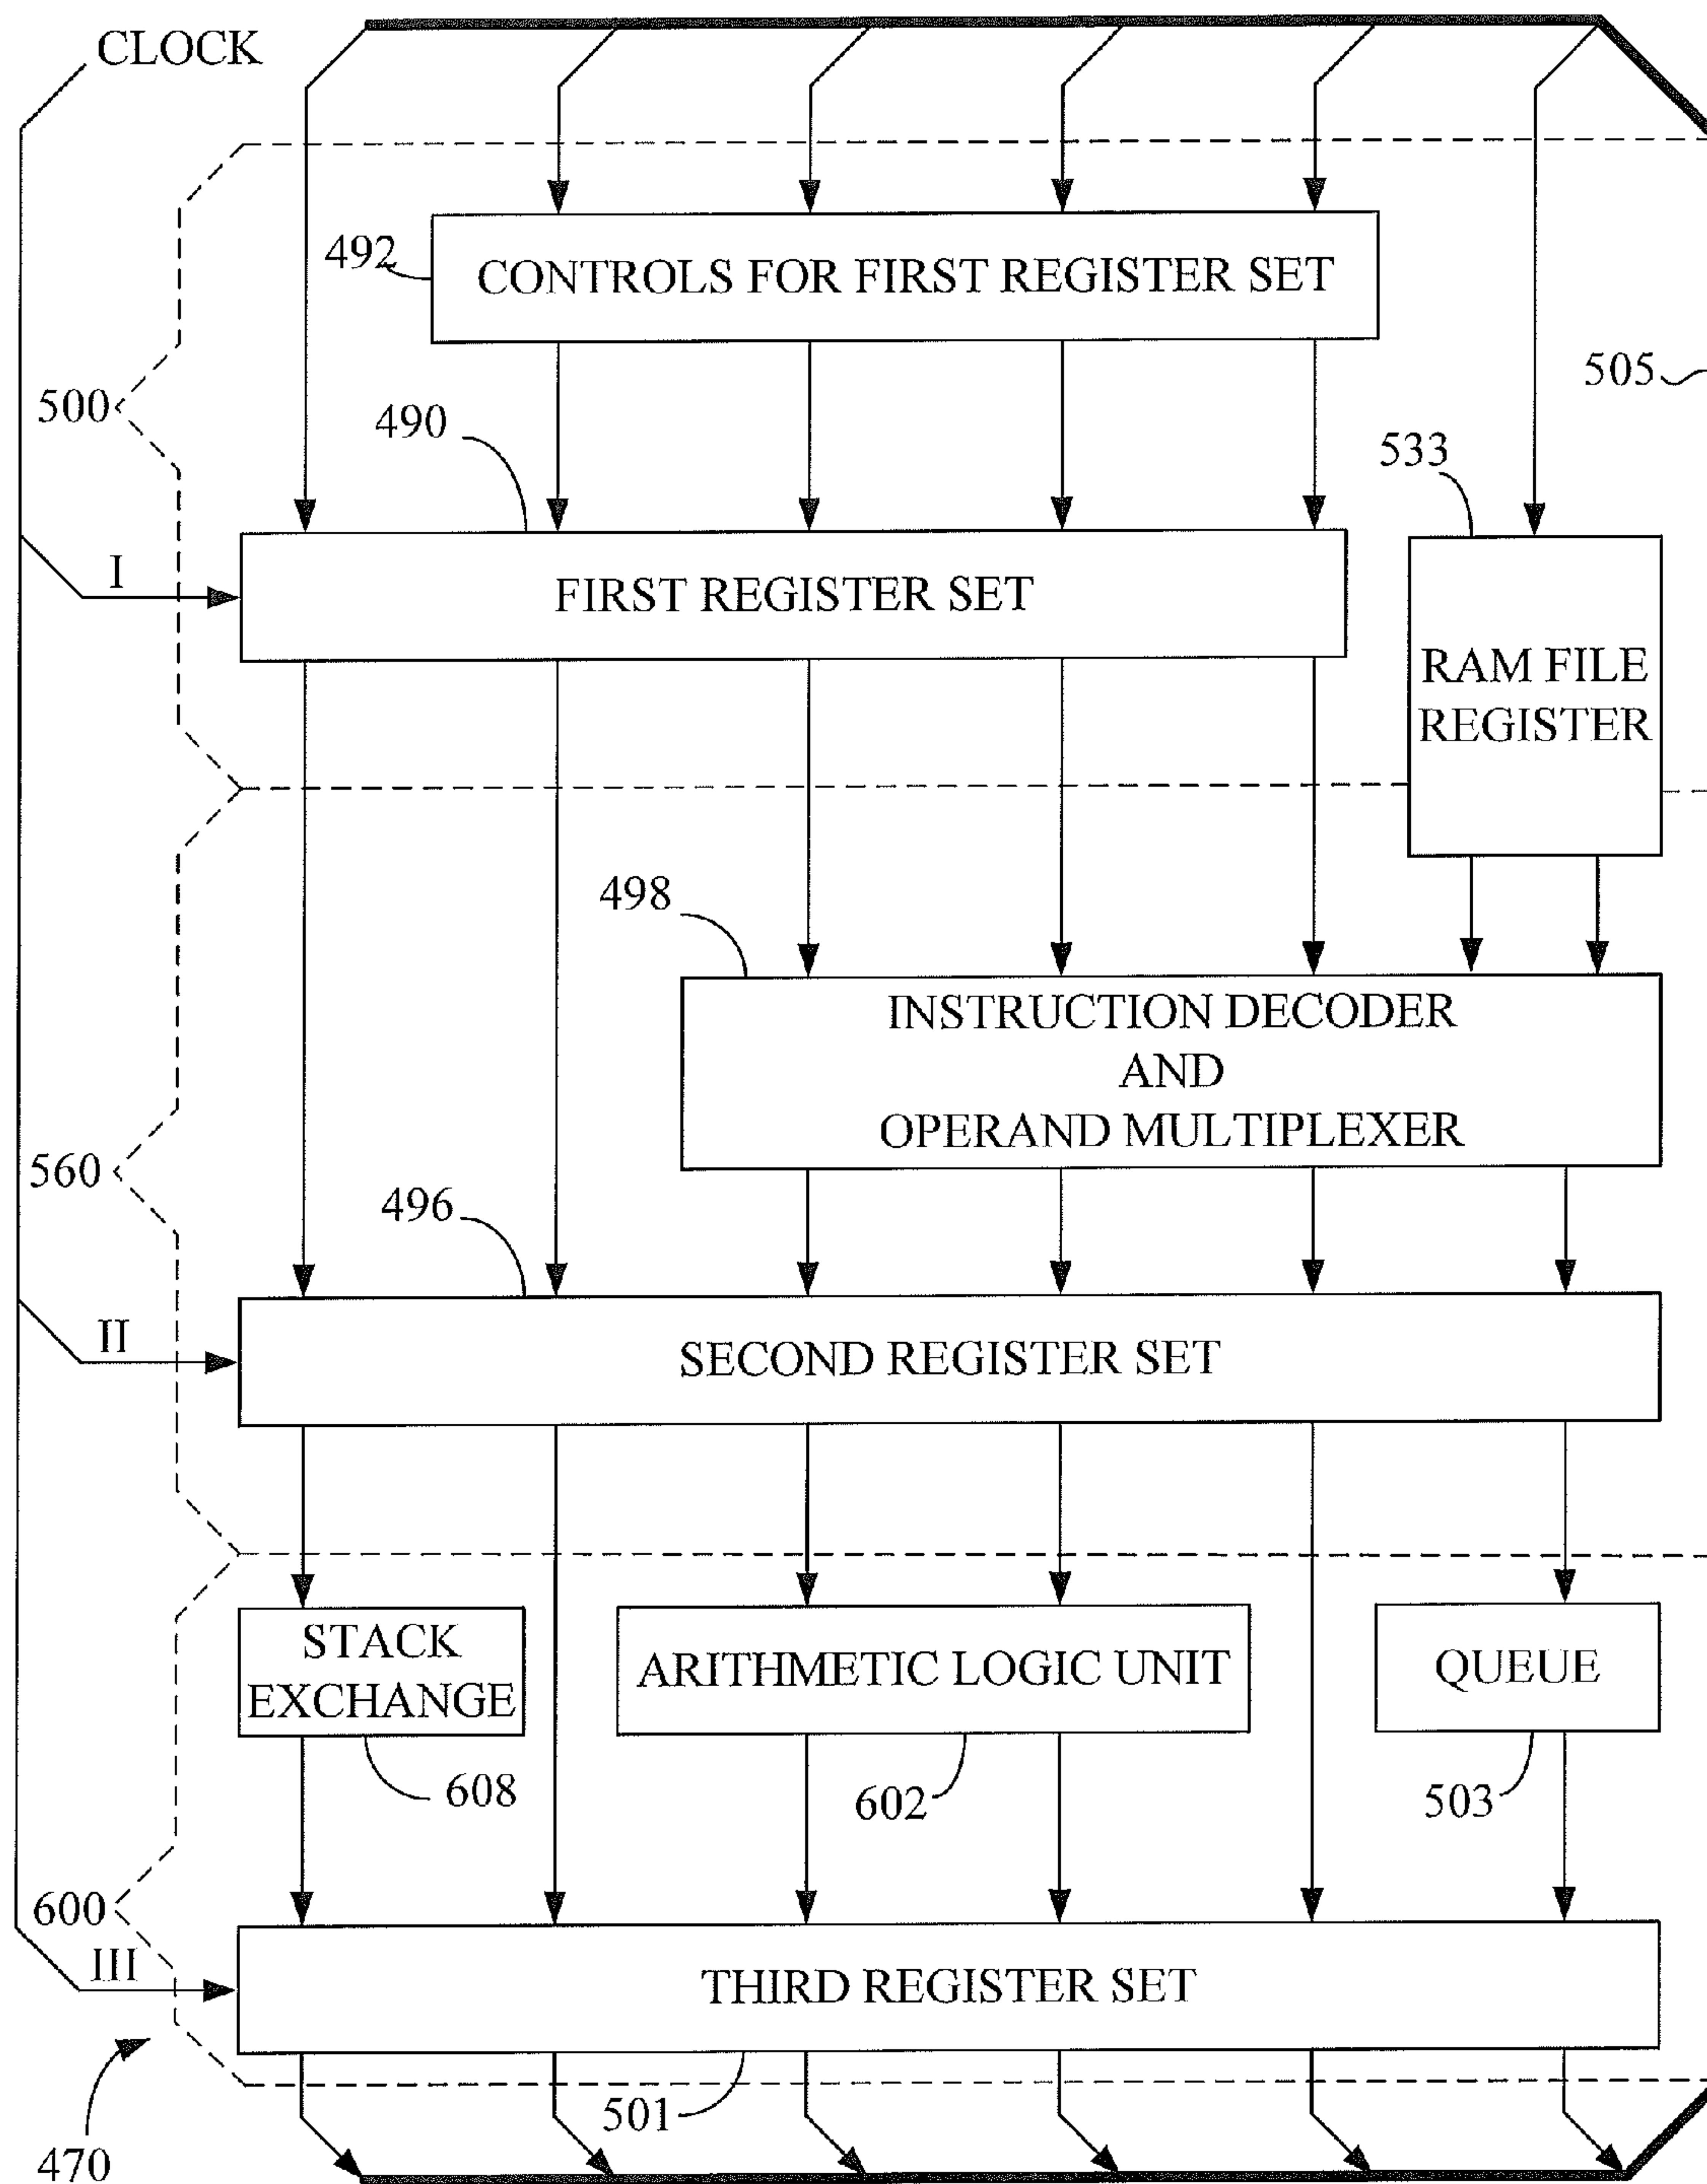 CLOCK
492
CONTROLS FOR FIRST REGISTER SET
505
500
490
533
I
FIRST REGISTER SET
RAM FILE
REGISTER
498
INSTRUCTION DECODER
AND
OPERAND MULTIPLEXER
560
496
II
SECOND REGISTER SET
STACK
EXCHANGE
ARITHMETIC LOGIC UNIT
QUEUE
608
602
503
600
III
THIRD REGISTER SET
501
470